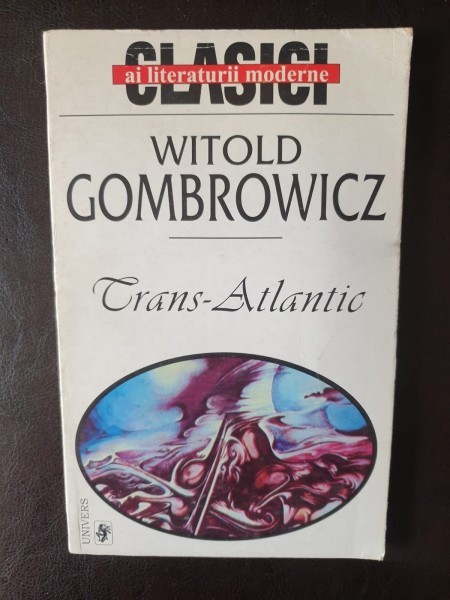 CLASICI
ai literaturii moderne
WITOLD
GOMBROWICZ
Trans-Atlantic
UNIVERS